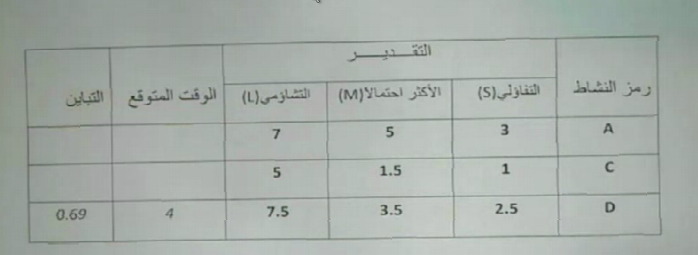 التقديـــر
رمز النشاط التفاؤلي(S) الأكثر احتمالا(M) التشاؤمي(L) الوقت المتوقع التباين
A 3 5 7
C 1 1.5 5
D 2.5 3.5 7.5 4 0.69